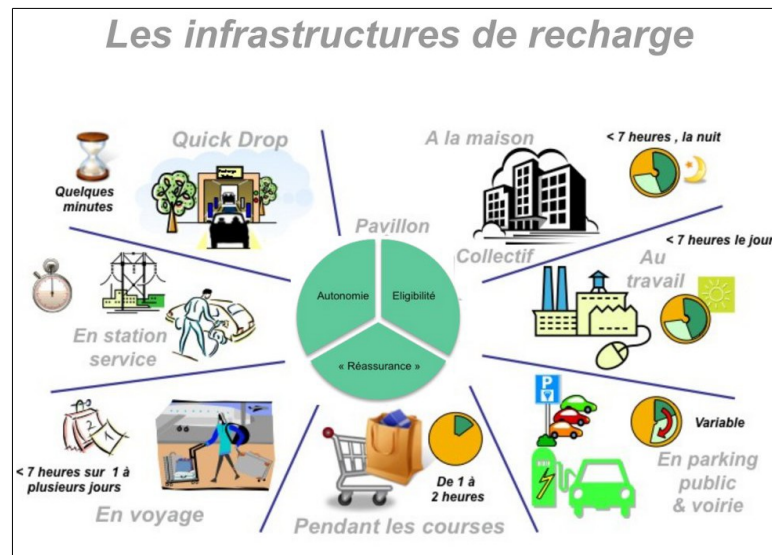 Les infrastructures de recharge
Quick Drop
Quelques
minutes
A la maison
< 7 heures , la nuit
Pavillon
Collectif
< 7 heures le jour
Au
travail
Autonomie
Eligibilité
« Réassurance »
En station
service
< 7 heures sur 1 à
plusieurs jours
En voyage
2
1
De 1 à
2 heures
Pendant les courses
P
Variable
En parking
public
& voirie